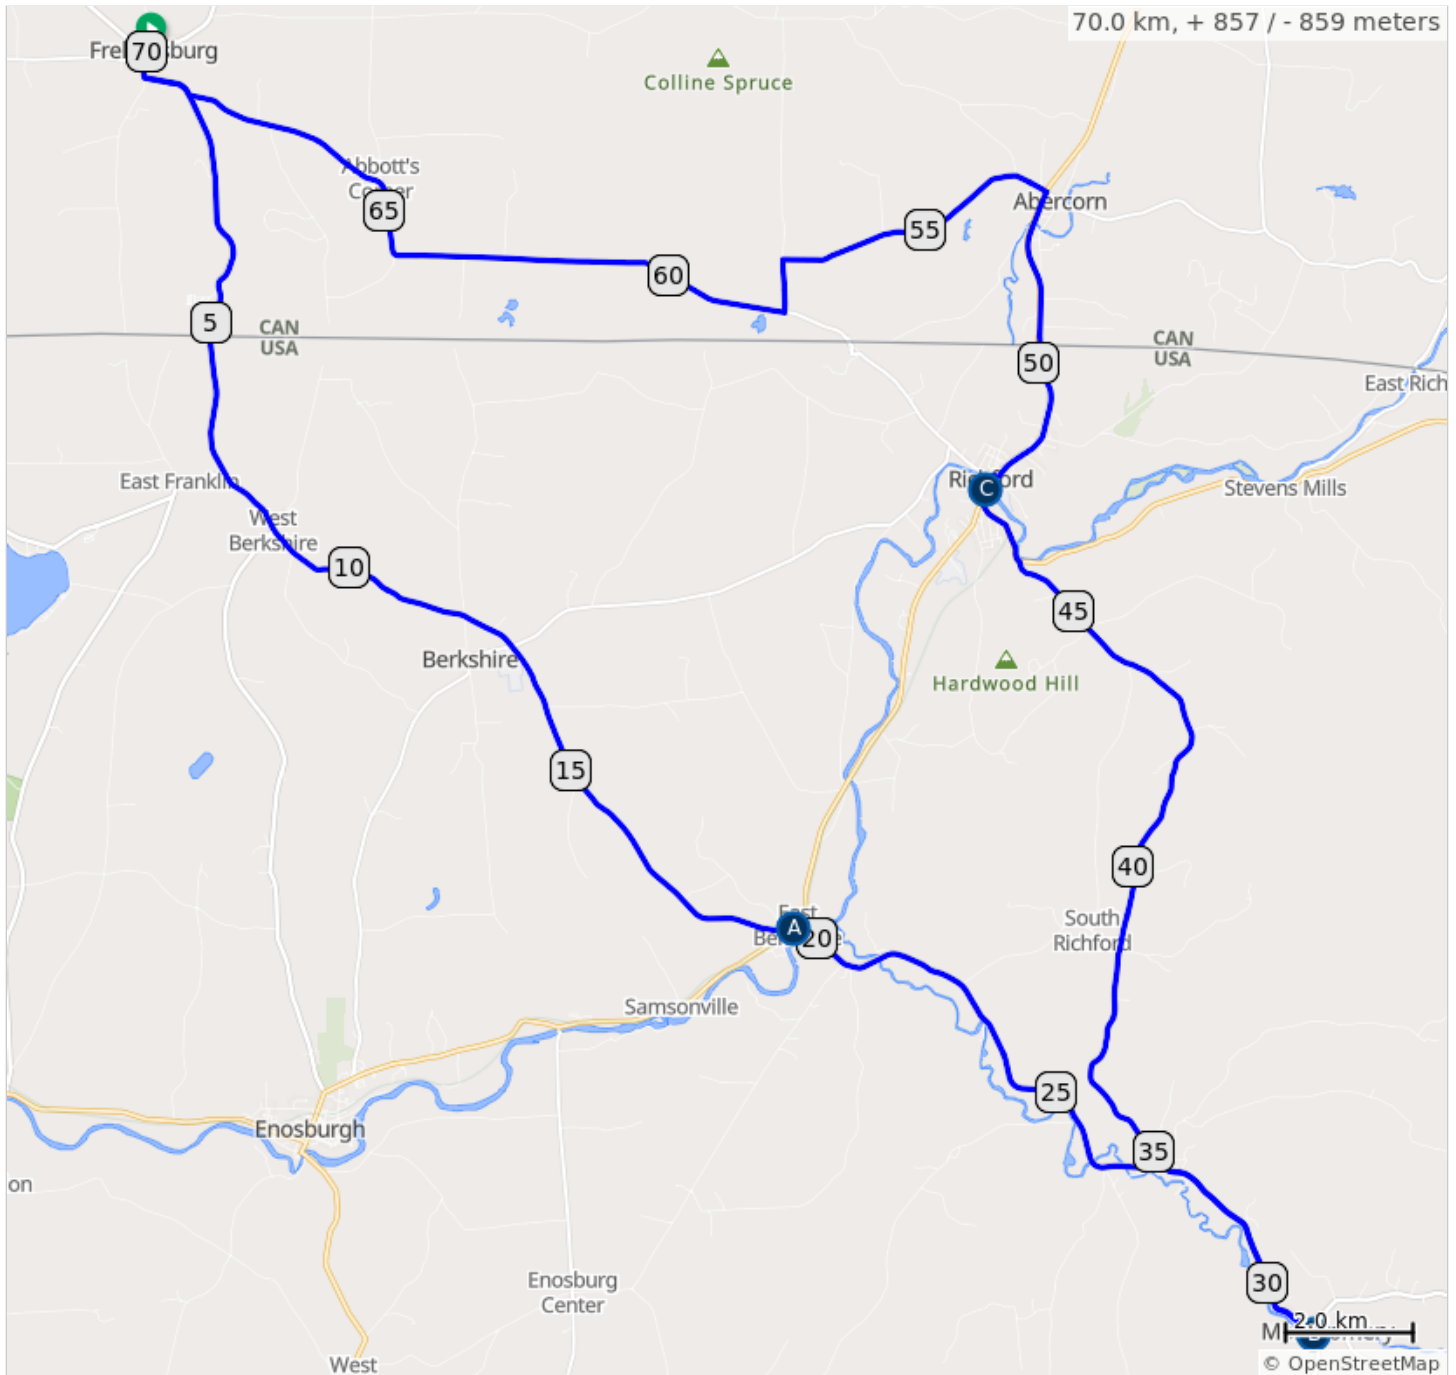 70.0 km, + 857 / - 859 meters
70
Colline Spruce
Abbott's
65
Abercorn
55
60
5
CAN
USA
CAN
USA
50
East Rich
East Franklin
C
Stevens Mills
West
Berkshire
10
45
Berkshire
Hardwood Hill
15
40
South
Richford
A
20
Samsonville
25
Enosburgh
35
on
Enosburg
Center
30
2.0 km
West
© OpenStreetMap